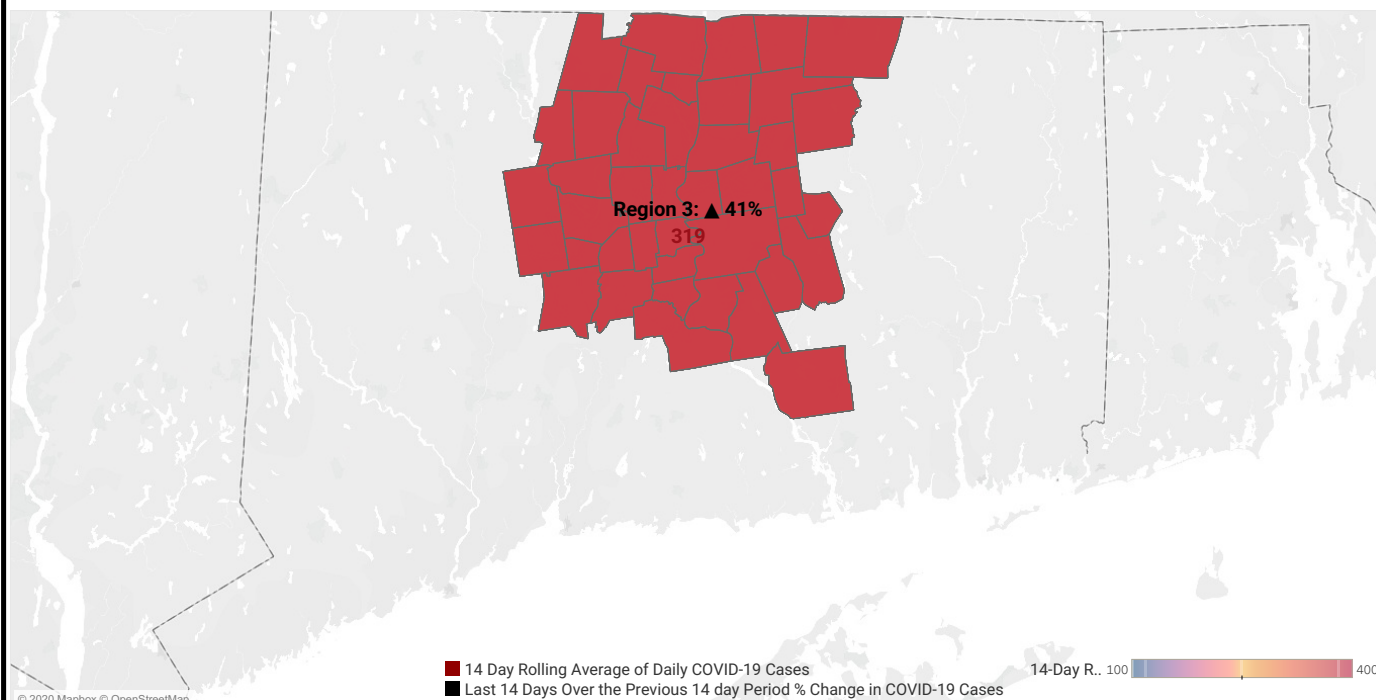 Region 3: ▲ 41%
319
14 Day Rolling Average of Daily COVID-19 Cases
Last 14 Days Over the Previous 14 day Period % Change in COVID-19 Cases
14-Day R.. 100 400
© 2020 Mapbox © OpenStreetMap